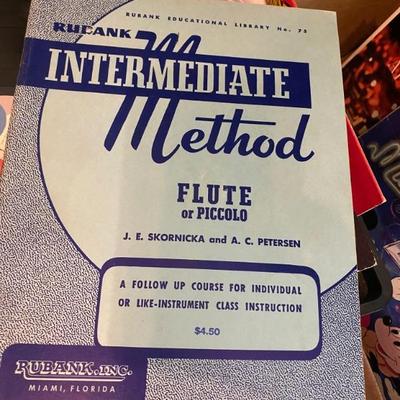 RUBANK EDUCATIONAL LIBRARY No. 75
RUBANK
INTERMEDIATE
Method
FLUTE
or PICCOLO
J. E. SKORNICKA and A. C. PETERSEN
A FOLLOW UP COURSE FOR INDIVIDUAL
OR LIKE-INSTRUMENT CLASS INSTRUCTION
$4.50
RUBANK, INC.
MIAMI, FLORIDA